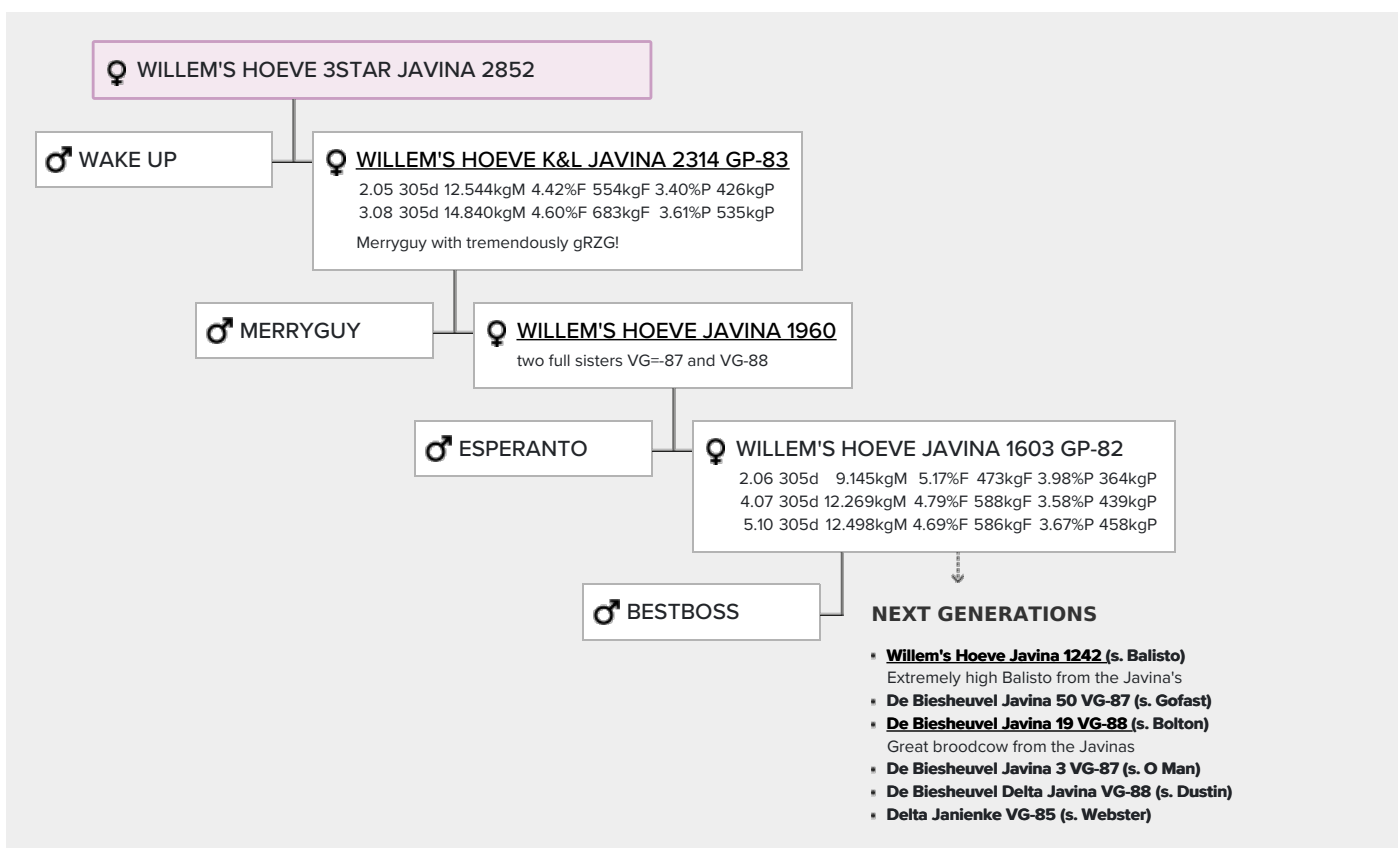 WILLEM'S HOEVE 3STAR JAVINA 2852
WAKE UP
WILLEM'S HOEVE K&L JAVINA 2314 GP-83
2.05 305d 12.544kgM 4.42%F 554kgF 3.40%P 426kgP
3.08 305d 14.840kgM 4.60%F 683kgF 3.61%P 535kgP
Merryguy with tremendously gRZG!
MERRYGUY
WILLEM'S HOEVE JAVINA 1960
two full sisters VG=-87 and VG-88
ESPERANTO
WILLEM'S HOEVE JAVINA 1603 GP-82
2.06 305d 9.145kgM 5.17%F 473kgF 3.98%P 364kgP
4.07 305d 12.269kgM 4.79%F 588kgF 3.58%P 439kgP
5.10 305d 12.498kgM 4.69%F 586kgF 3.67%P 458kgP
BESTBOSS
NEXT GENERATIONS
Willem's Hoeve Javina 1242 (s. Balisto)
Extremely high Balisto from the Javina's
De Biesheuvel Javina 50 VG-87 (s. Gofast)
De Biesheuvel Javina 19 VG-88 (s. Bolton)
Great broodcow from the Javinas
De Biesheuvel Javina 3 VG-87 (s. O Man)
De Biesheuvel Delta Javina VG-88 (s. Dustin)
Delta Janienke VG-85 (s. Webster)